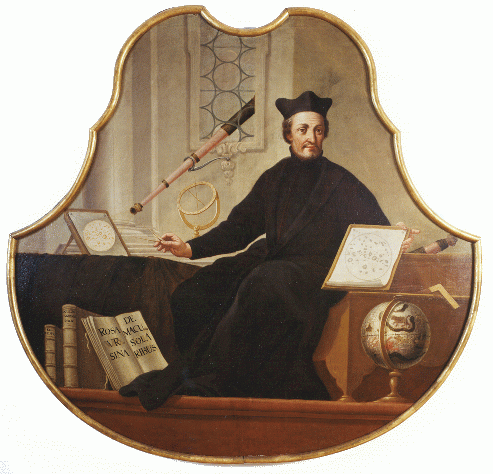 ROSA
VR
SINA
DE
MACU
SOLA
RIBUS